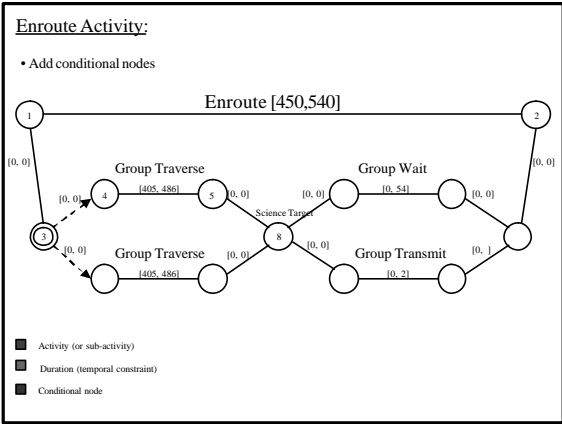 Enroute Activity:
• Add conditional nodes
Enroute [450,540]
1
2
[0, 0]
[0, 0]
Group Traverse
Group Wait
[0, 0]
4
[405, 486]
5
[0, 0]
[0, 0]
[0, 54]
[0, 0]
Science Target
3
8
[0, 0]
[0, 0]
[0, 0]
Group Traverse
Group Transmit
[0, ]
[405, 486]
[0, 2]
Activity (or sub-activity)
Duration (temporal constraint)
Conditional node